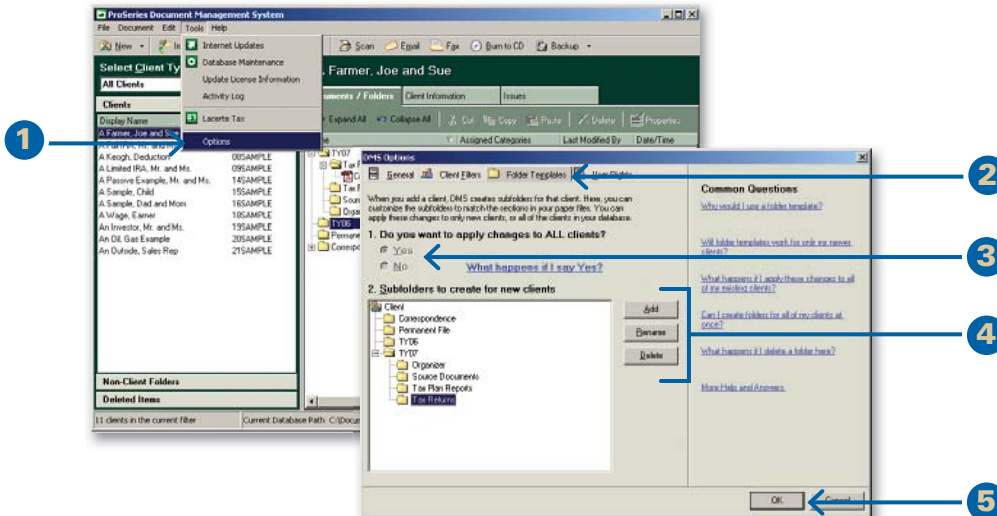 ProSeries Document Management System
File Document Edit Tools Help
New
Scan Email Fax Burn to CD Backup
Internet Updates
Database Maintenance
Update License Information
Activity Log
Lacerte Tax
Options
Select Client Ty
All Clients
Clients
Display Name
A Farmer, Joe and Sue
A Keogh, Deduction 08SAMPLE
A Limited IRA, Mr. and Ms. 09SAMPLE
A Passive Example, Mr. and Ms. 14SAMPLE
A Sample, Child 15SAMPLE
A Sample, Dad and Mom 16SAMPLE
A Wage, Earner 18SAMPLE
An Investor, Mr. and Ms. 19SAMPLE
An Oil, Gas Example 20SAMPLE
An Outside, Sales Rep 21SAMPLE
Non-Client Folders
Deleted Items
11 clients in the current filter
Current Database Path C:\Docum
, Farmer, Joe and Sue
uments / Folders Client Information Issues
Expand All Collapse All Cut Copy Paste Delete Properties
Assigned Categories Last Modified By Date/Time
TY07
TY06
DMS Options
General Client Filters Folder Templates User Rights
When you add a client, DMS creates subfolders for that client. Here, you can
customize the subfolders to match the sections in your paper files. You can
apply these changes to only new clients, or all of the clients in your database.
1. Do you want to apply changes to ALL clients?
Yes
No What happens if I say Yes?
2. Subfolders to create for new clients
Client
Correspondence
Permanent File
TY06
TY07
Organizer
Source Documents
Tax Plan Reports
Tax Returns
Add
Rename
Delete
Common Questions
Why would I use a folder template?
Will folder templates work for only my newer
clients?
What happens if I apply these changes to all
of my existing clients?
Can I create folders for all of my clients at
once?
What happens if I delete a folder here?
More Help and Answers.
OK Cancel
1
2
3
4
5